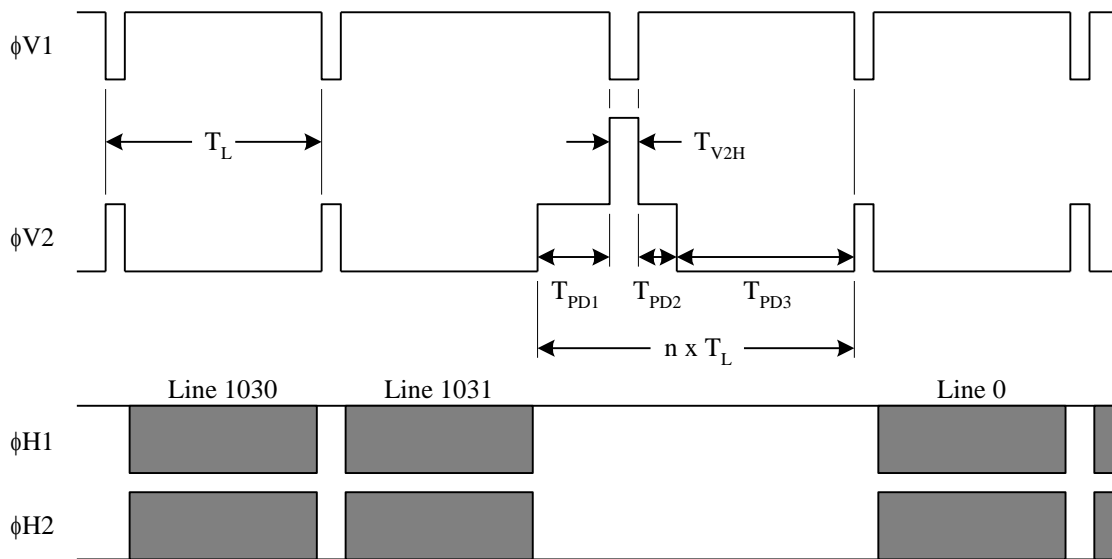 ϕV1
T_L
T_V2H
ϕV2
T_PD1
T_PD2
T_PD3
n x T_L
Line 1030
Line 1031
Line 0
ϕH1
ϕH2